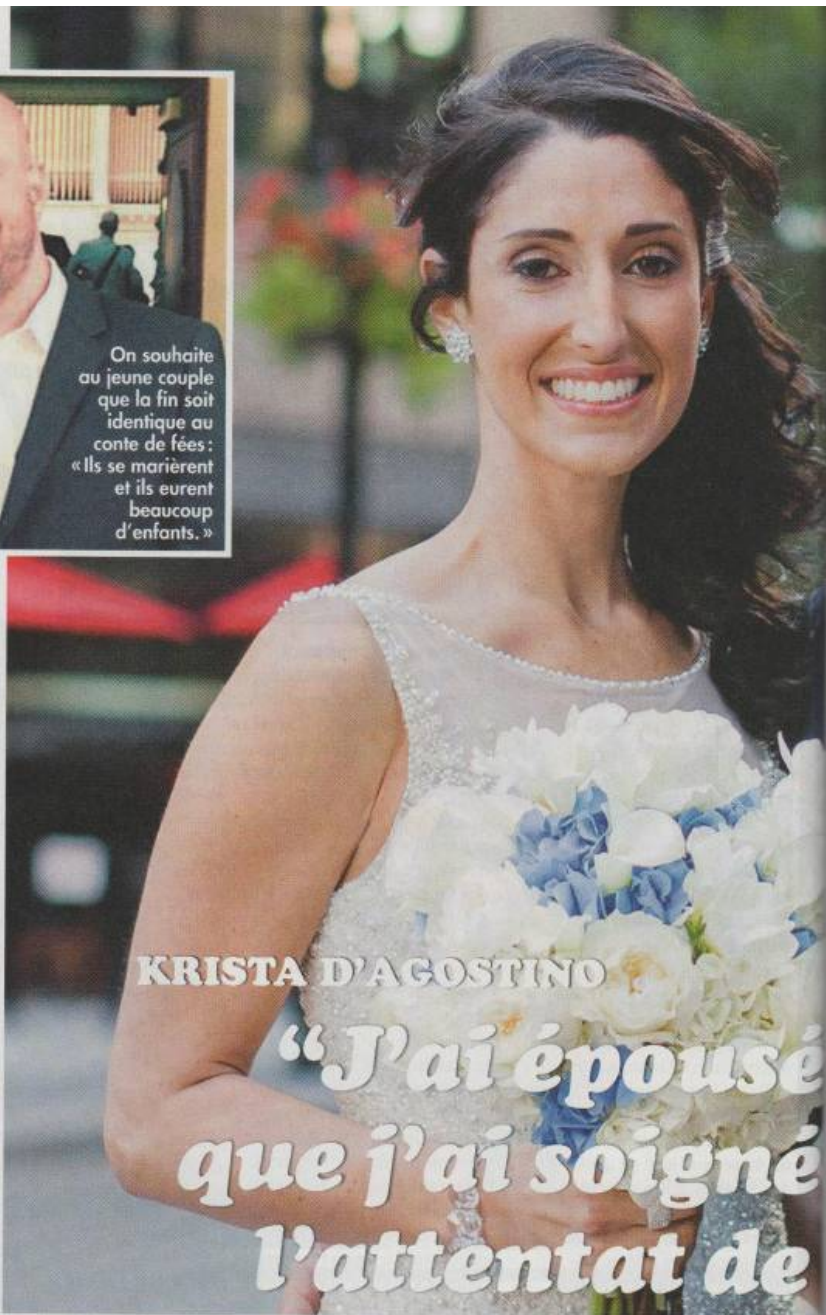 On souhaite
au jeune couple
que la fin soit
identique au
conte de fées :
« Ils se marièrent
et ils eurent
beaucoup
d'enfants. »
KRISTA D'AGOSTINO
“J'ai épousé
que j'ai soigné
l'attentat de